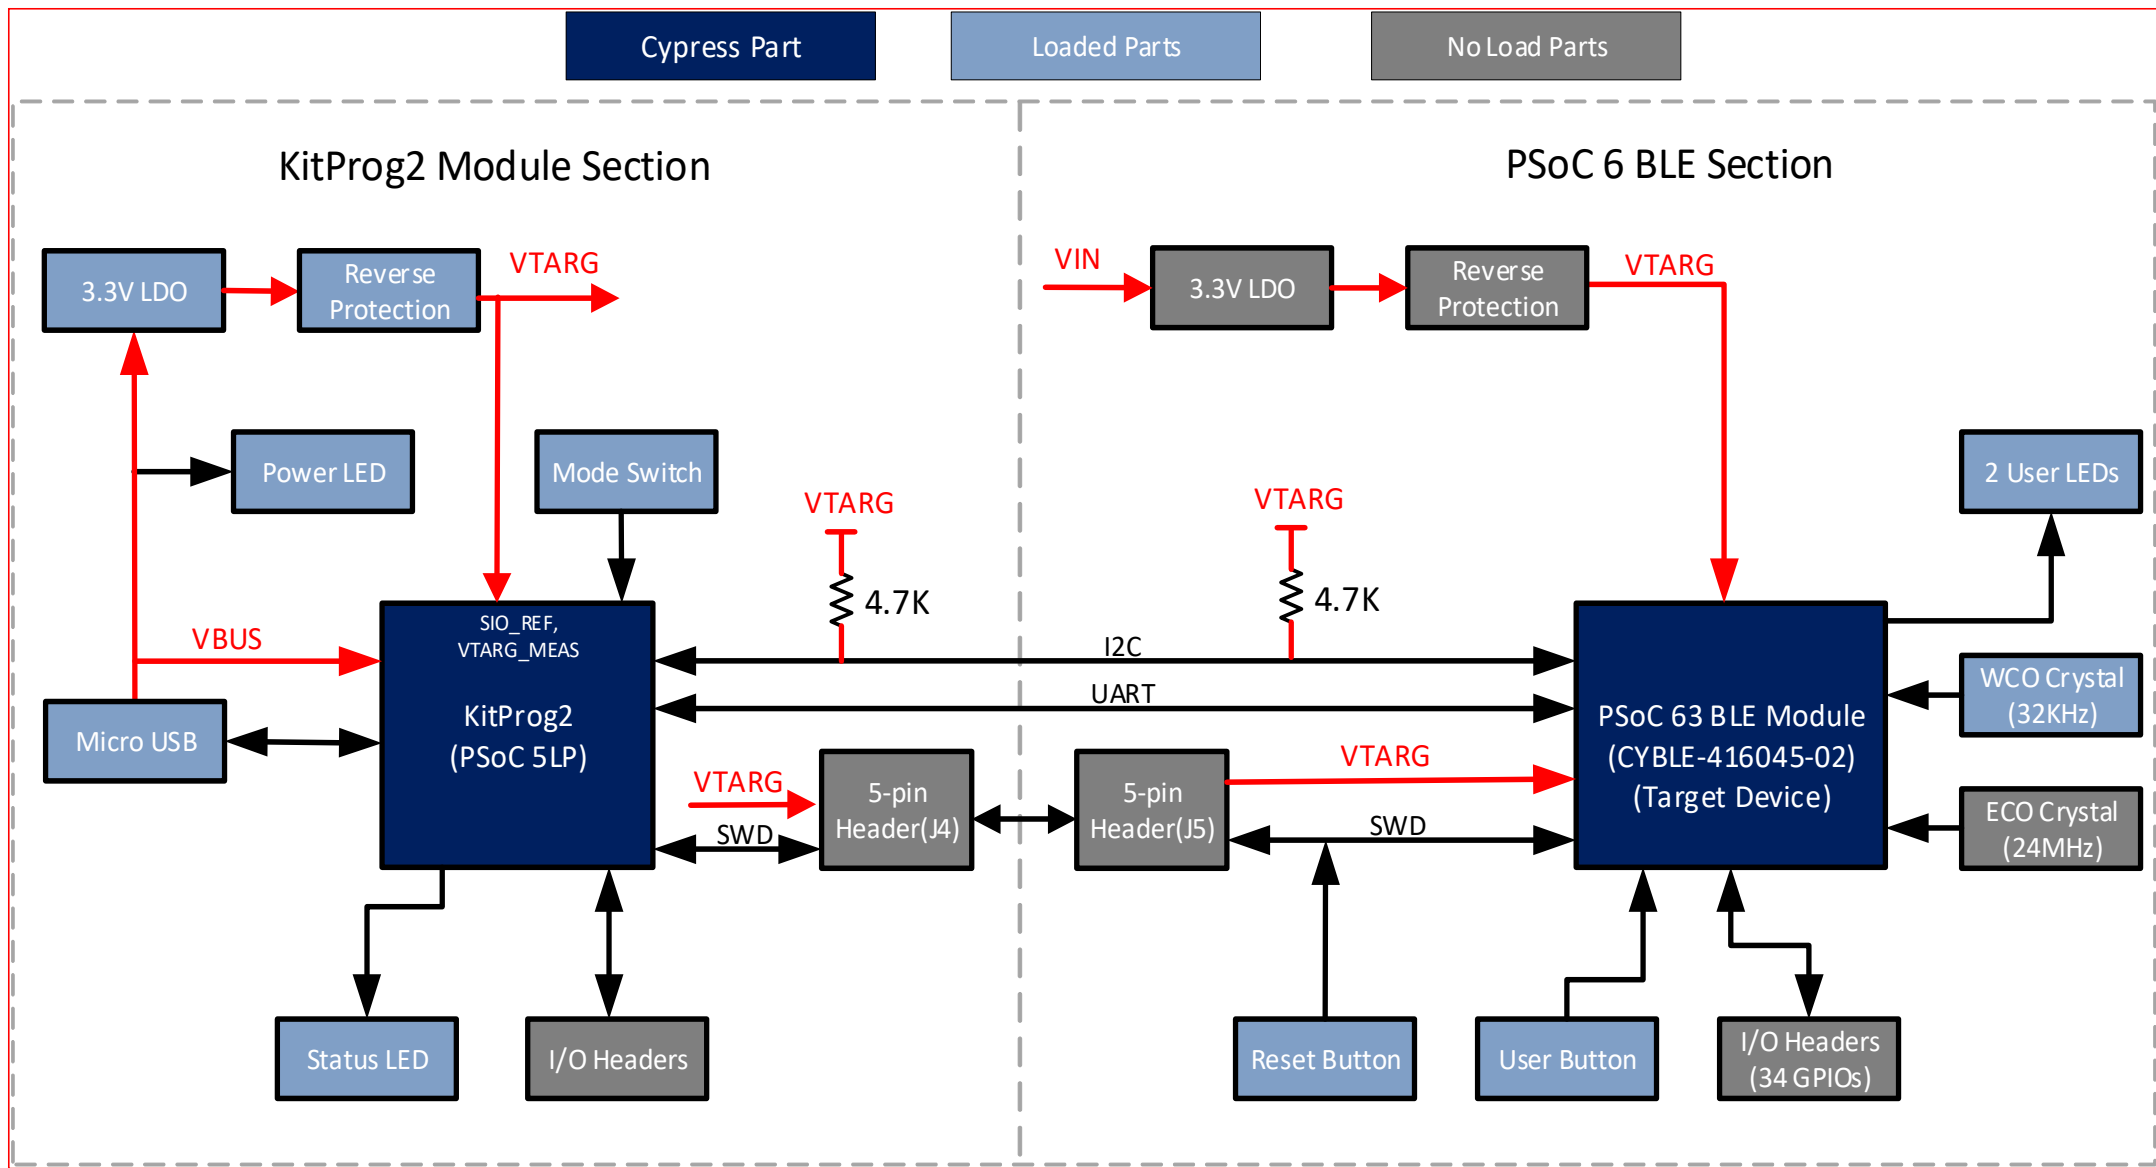 Cypress Part
Loaded Parts
No Load Parts
KitProg2 Module Section
PSoC 6 BLE Section
3.3V LDO
Reverse
Protection
VTARG
VIN
3.3V LDO
Reverse
Protection
VTARG
Power LED
Mode Switch
VTARG
4.7K
VTARG
4.7K
2 User LEDs
VBUS
SIO_REF,
VTARG_MEAS
KitProg2
(PSoC 5LP)
I2C
UART
Micro USB
PSoC 63 BLE Module
(CYBLE-416045-02)
(Target Device)
WCO Crystal
(32KHz)
VTARG
SWD
5-pin
Header(J4)
5-pin
Header(J5)
VTARG
SWD
ECO Crystal
(24MHz)
Status LED
I/O Headers
Reset Button
User Button
I/O Headers
(34 GPIOs)